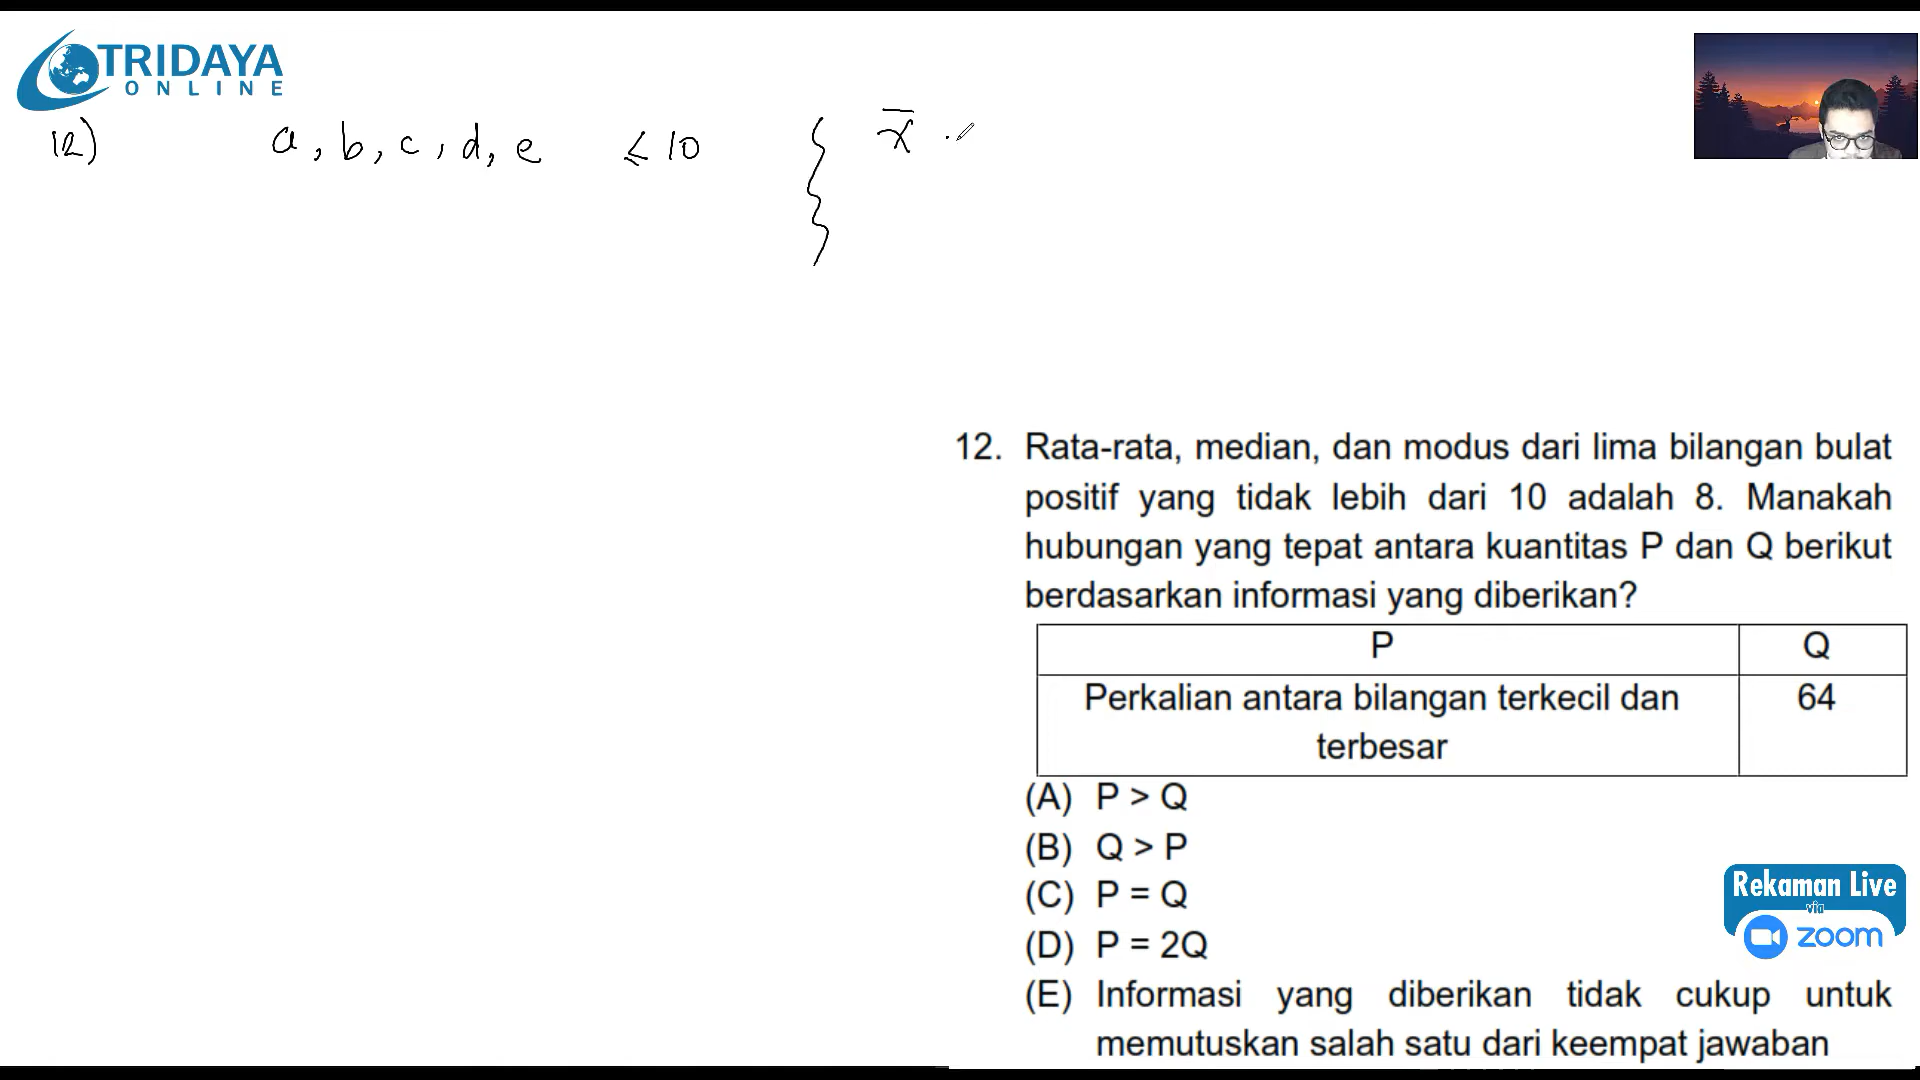 TRIDAYA
ONLINE
12) a, b, c, d, e ≤ 10 { x̄ .
12. Rata-rata, median, dan modus dari lima bilangan bulat
positif yang tidak lebih dari 10 adalah 8. Manakah
hubungan yang tepat antara kuantitas P dan Q berikut
berdasarkan informasi yang diberikan?
P Q
Perkalian antara bilangan terkecil dan 64
terbesar
(A) P > Q
(B) Q > P
(C) P = Q
(D) P = 2Q
(E) Informasi yang diberikan tidak cukup untuk
memutuskan salah satu dari keempat jawaban
Rekaman Live
via
zoom